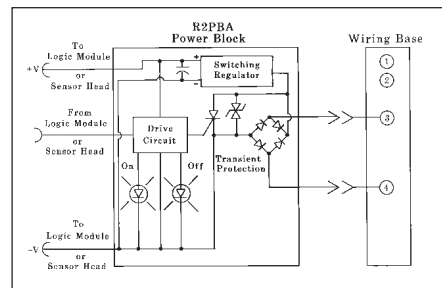 R2PBA
Power Block
Wiring Base
To
Logic Module
+V
or
Sensor Head
+
-
Switching
Regulator
1
2
From
Logic Module
or
Sensor Head
Drive
Circuit
3
On
Off
Transient
Protection
4
To
Logic Module
-V
or
Sensor Head